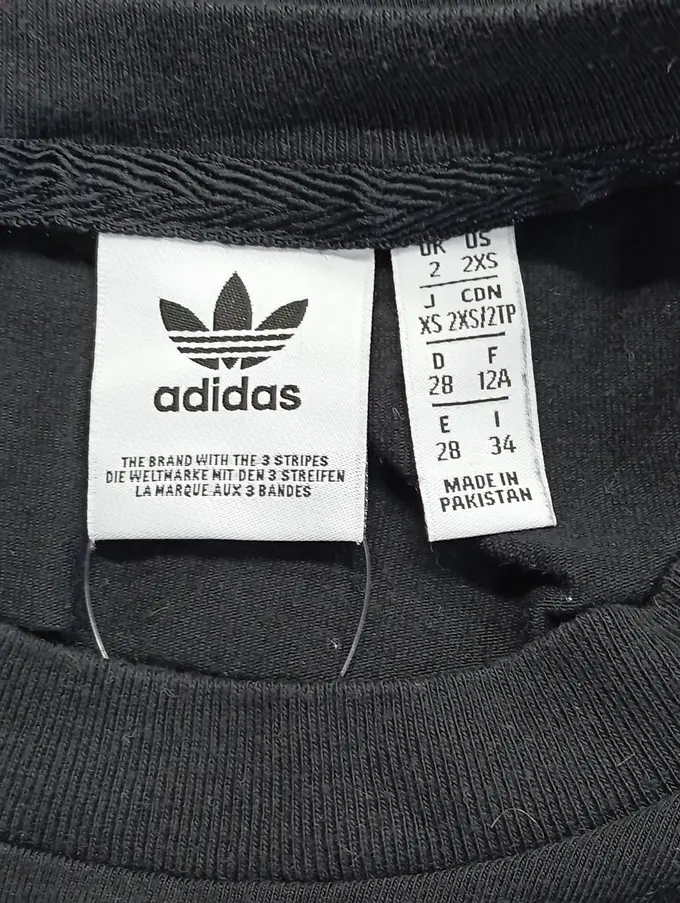 adidas
THE BRAND WITH THE 3 STRIPES
DIE WELTMARKE MIT DEN 3 STREIFEN
LA MARQUE AUX 3 BANDES
UK US
2 2XS
J CDN
XS 2XS/2TP
D F
28 12A
E I
28 34
MADE IN
PAKISTAN